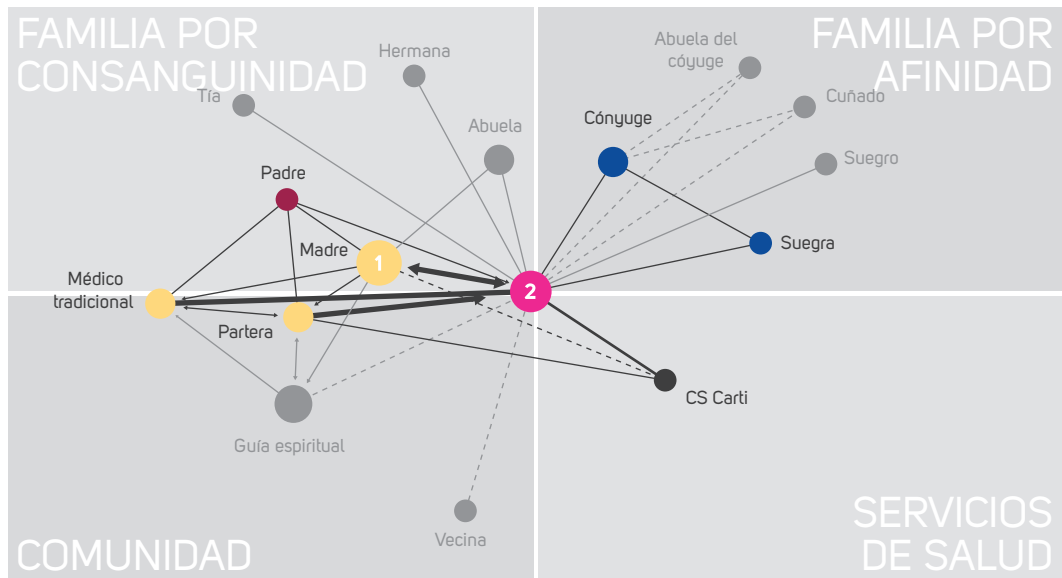 FAMILIA POR
CONSANGUINIDAD
FAMILIA POR
AFINIDAD
Hermana
Tía
Abuela
Abuela del
cóyuge
Cuñado
Cónyuge
Suegro
Padre
Madre
1
Suegra
Médico
tradicional
2
Partera
CS Carti
Guía espiritual
Vecina
COMUNIDAD
SERVICIOS
DE SALUD